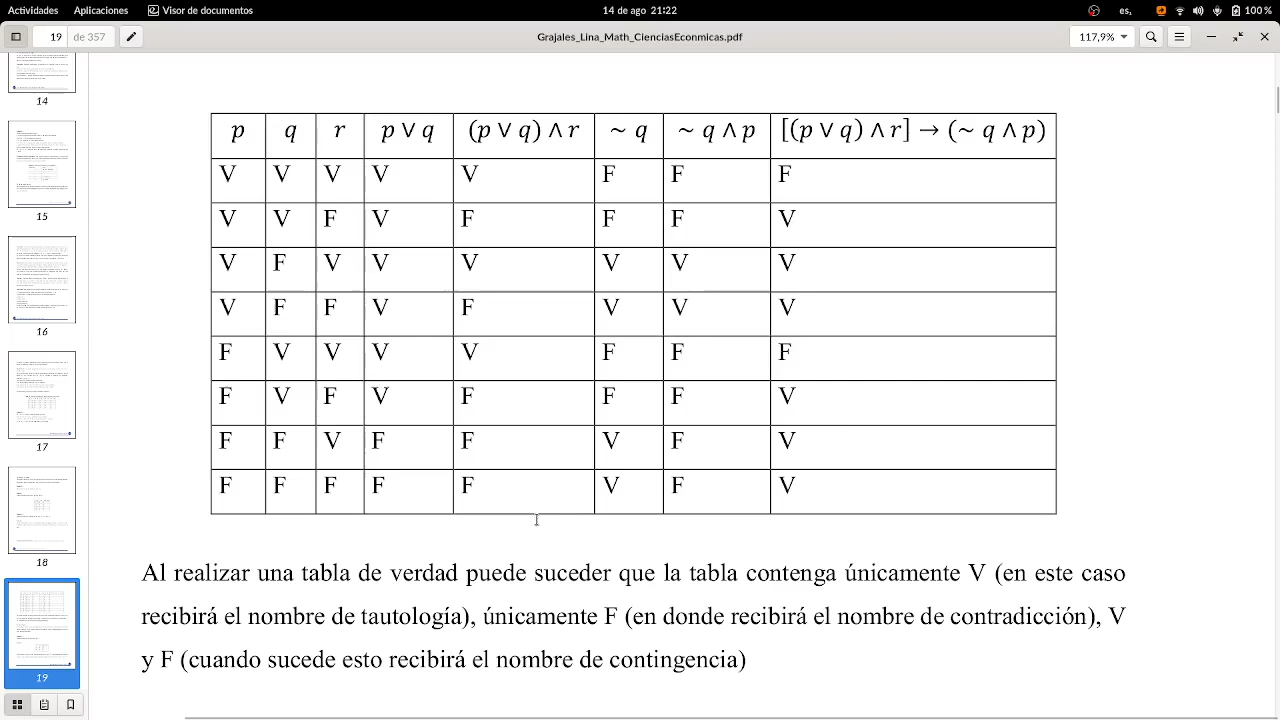 Actividades Aplicaciones Visor de documentos 14 de ago 21:22 es, 100 %
19 de 357 Grajales_Lina_Math_CienciasEconmicas.pdf 117,9%
14
15
16
17
18
19
p q r p ∨ q (p ∨ q) ∧ r ~ q ~ q ∧ p [(p ∨ q) ∧ r] → (~ q ∧ p)
V V V V V F F F
V V F V F F F V
V F V V V V V V
V F F V F V V V
F V V V V F F F
F V F V F F F V
F F V F F V F V
F F F F F V F V
Al realizar una tabla de verdad puede suceder que la tabla contenga únicamente V (en este caso
recibirá el nombre de tautología), únicamente F (en donde recibirá el nombre de contradicción), V
y F (cuando sucede esto recibirá el nombre de contingencia)